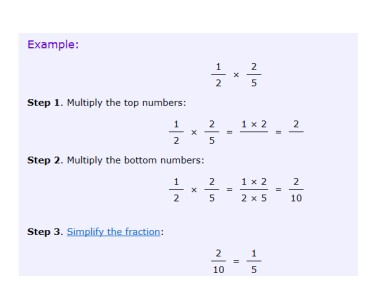 Example:
1/2 × 2/5
Step 1. Multiply the top numbers:
1/2 × 2/5 = 1 × 2/ = 2/
Step 2. Multiply the bottom numbers:
1/2 × 2/5 = 1 × 2/2 × 5 = 2/10
Step 3. Simplify the fraction:
2/10 = 1/5